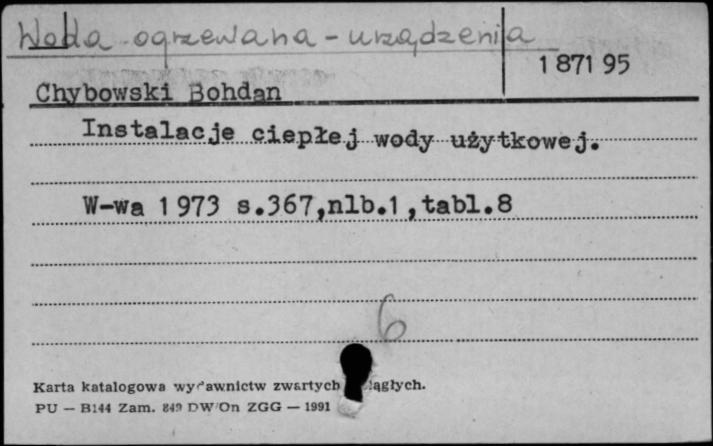 Woda ogrzewana - urządzenia
1 871 95
Chybowski Bohdan
Instalacje ciepłej wody użytkowej.
W-wa 1973 s.367,nlb.1,tabl.8
6
Karta katalogowa wydawnictw zwartych ciągłych.
PU — B144 Zam. 849 DW/On ZGG — 1991